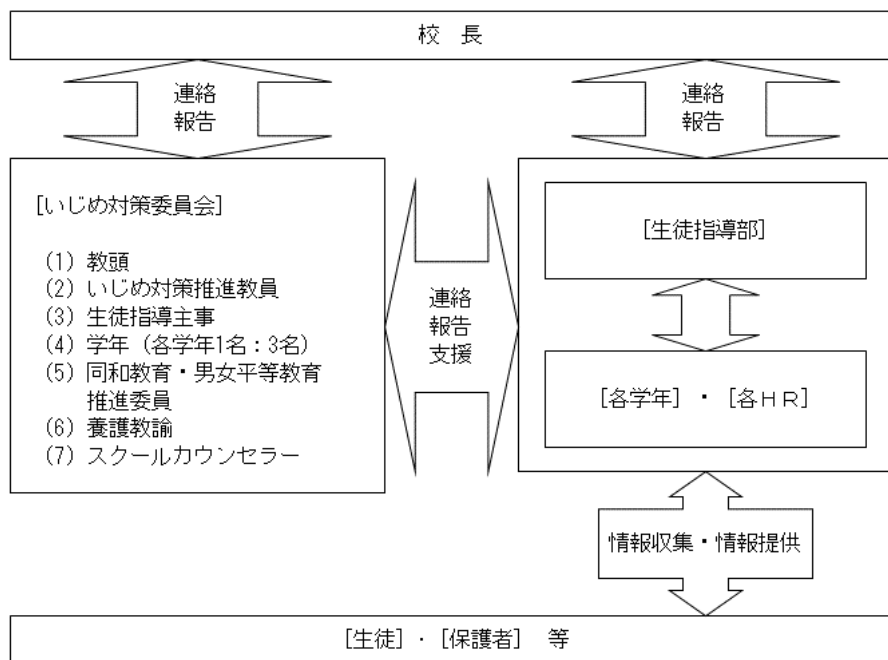 校 長
連絡
報告
連絡
報告
[いじめ対策委員会]
(1) 教頭
(2) いじめ対策推進教員
(3) 生徒指導主事
(4) 学年（各学年1名：3名）
(5) 同和教育・男女平等教育
推進委員
(6) 養護教諭
(7) スクールカウンセラー
連絡
報告
支援
[生徒指導部]
[各学年] ・ [各ＨＲ]
情報収集・情報提供
[生徒]・[保護者] 等